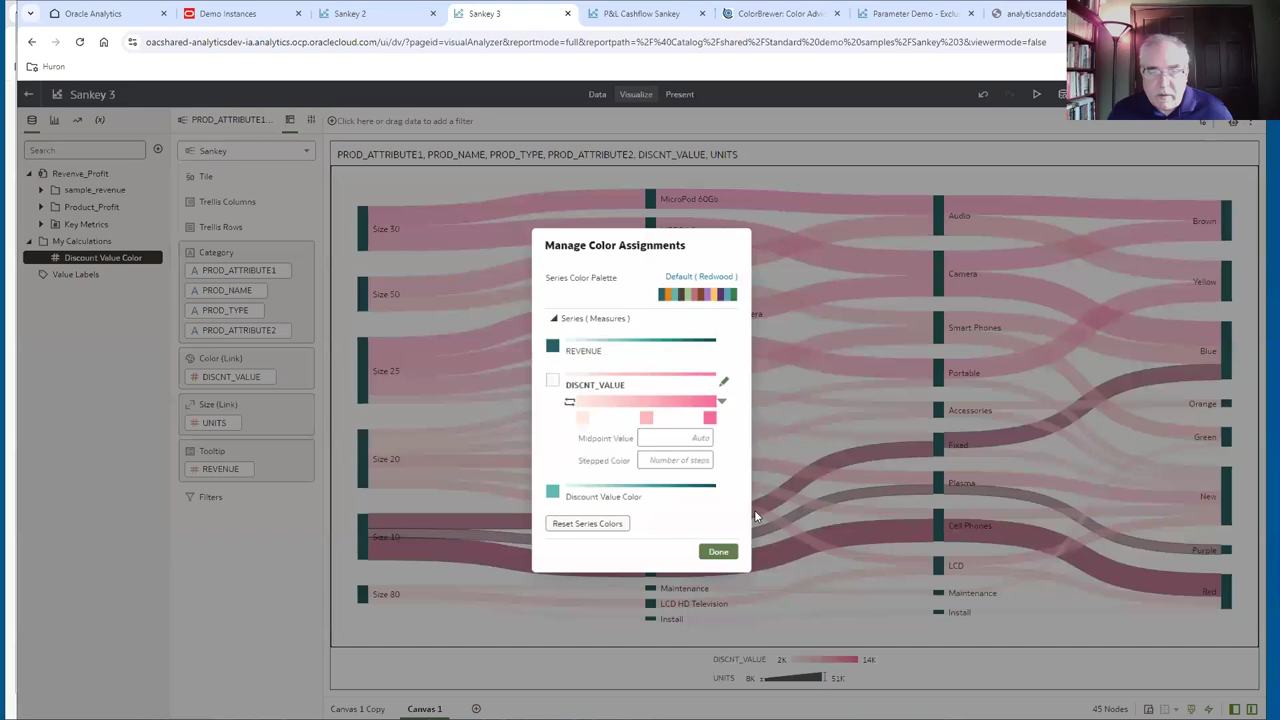 Oracle Analytics
Demo Instances
Sankey 2
Sankey 3
P&L Cashflow Sankey
ColorBrewer: Color Adv
Parameter Demo - Exclu
analyticsanddat
oacshared-analyticsdev-ia.analytics.ocp.oraclecloud.com/ui/dv/?pageid=visualAnalyzer&reportmode=full&reportpath=%2F%40Catalog%2Fshared%2FStandard%20demo%20samples%2FSankey%203&viewermode=false
Huron
Sankey 3
Data
Visualize
Present
PROD_ATTRIBUTE1...
Click here or drag data to add a filter
Search
Revenve_Profit
sample_revenue
Product_Profit
Key Metrics
My Calculations
Discount Value Color
Value Labels
Sankey
Tile
Trellis Columns
Trellis Rows
Category
PROD_ATTRIBUTE1
PROD_NAME
PROD_TYPE
PROD_ATTRIBUTE2
Color (Link)
DISCNT_VALUE
Size (Link)
UNITS
Tooltip
REVENUE
Filters
PROD_ATTRIBUTE1, PROD_NAME, PROD_TYPE, PROD_ATTRIBUTE2, DISCNT_VALUE, UNITS
Size 30
Size 50
Size 25
Size 20
Size 10
Size 80
MicroPod 60Gb
Maintenance
LCD HD Television
Install
Audio
Camera
Smart Phones
Portable
Accessories
Fixed
Plasma
Cell Phones
LCD
Maintenance
Install
Brown
Yellow
Blue
Orange
Green
New
Purple
Red
Manage Color Assignments
Series Color Palette
Default ( Redwood )
Series ( Measures )
REVENUE
DISCNT_VALUE
Midpoint Value
Auto
Stepped Color
Number of steps
Discount Value Color
Reset Series Colors
Done
DISCNT_VALUE 2K 14K
UNITS 8K 51K
Canvas 1 Copy
Canvas 1
45 Nodes